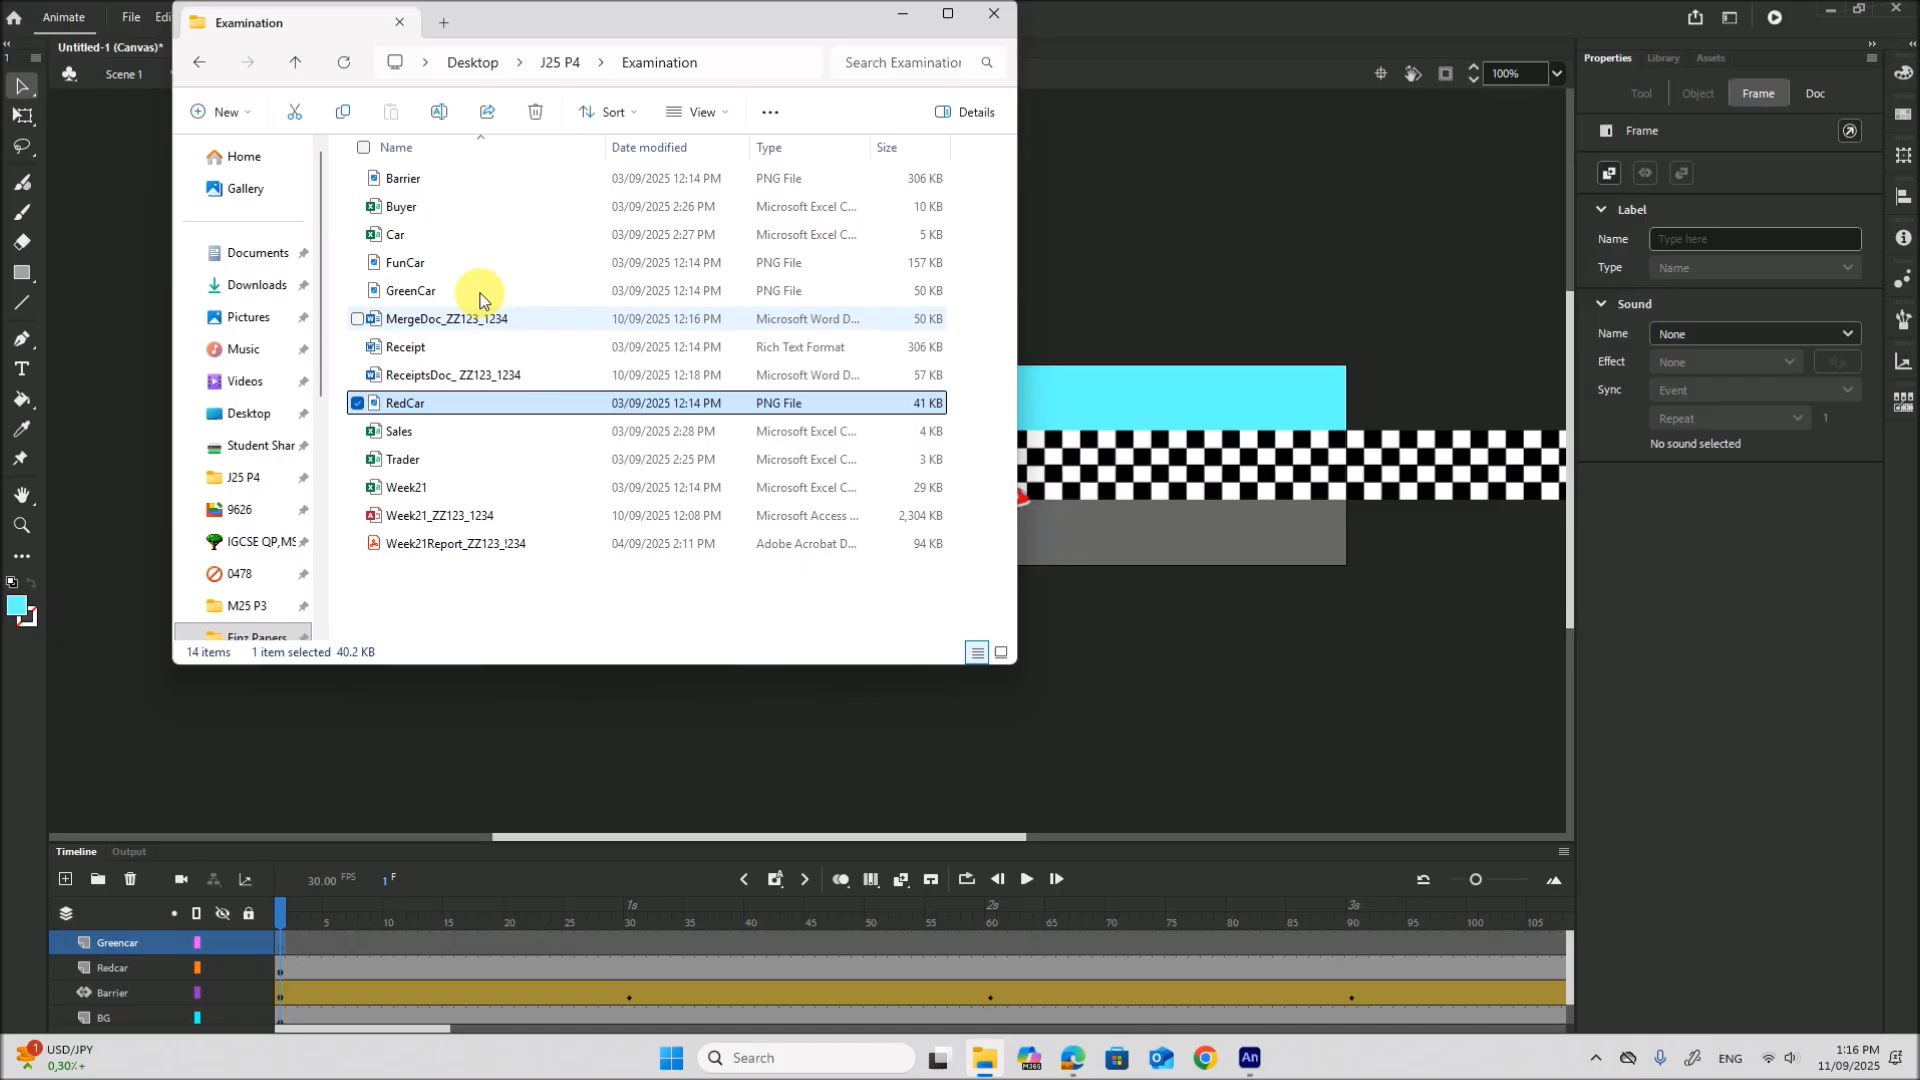 Animate
File
Edi
Untitled-1 (Canvas)*
Scene 1
Examination
Desktop > J25 P4 > Examination
Search Examination
New
Sort
View
Details
Name Date modified Type Size
Home
Gallery
Documents
Downloads
Pictures
Music
Videos
Desktop
Student Shar
J25 P4
9626
IGCSE QP,MS
0478
M25 P3
Finz Papers
Barrier 03/09/2025 12:14 PM PNG File 306 KB
Buyer 03/09/2025 2:26 PM Microsoft Excel C... 10 KB
Car 03/09/2025 2:27 PM Microsoft Excel C... 5 KB
FunCar 03/09/2025 12:14 PM PNG File 157 KB
GreenCar 03/09/2025 12:14 PM PNG File 50 KB
MergeDoc_ZZ123_1234 10/09/2025 12:16 PM Microsoft Word D... 50 KB
Receipt 03/09/2025 12:14 PM Rich Text Format 306 KB
ReceiptsDoc_ ZZ123_1234 10/09/2025 12:18 PM Microsoft Word D... 57 KB
RedCar 03/09/2025 12:14 PM PNG File 41 KB
Sales 03/09/2025 2:28 PM Microsoft Excel C... 4 KB
Trader 03/09/2025 2:25 PM Microsoft Excel C... 3 KB
Week21 03/09/2025 12:14 PM Microsoft Excel C... 29 KB
Week21_ZZ123_1234 10/09/2025 12:08 PM Microsoft Access ... 2,304 KB
Week21Report_ZZ123_!234 04/09/2025 2:11 PM Adobe Acrobat D... 94 KB
14 items 1 item selected 40.2 KB
100%
Properties Library Assets
Tool Object Frame Doc
Frame
Label
Name Type here
Type Name
Sound
Name None
Effect None
Sync Event
Repeat 1
No sound selected
Timeline Output
30.00 FPS 1 F
1s 2s 3s
5 10 15 20 25 30 35 40 45 50 55 60 65 70 75 80 85 90 95 100 105
Greencar
Redcar
Barrier
BG
USD/JPY
0,30%+
Search
ENG
1:16 PM
11/09/2025